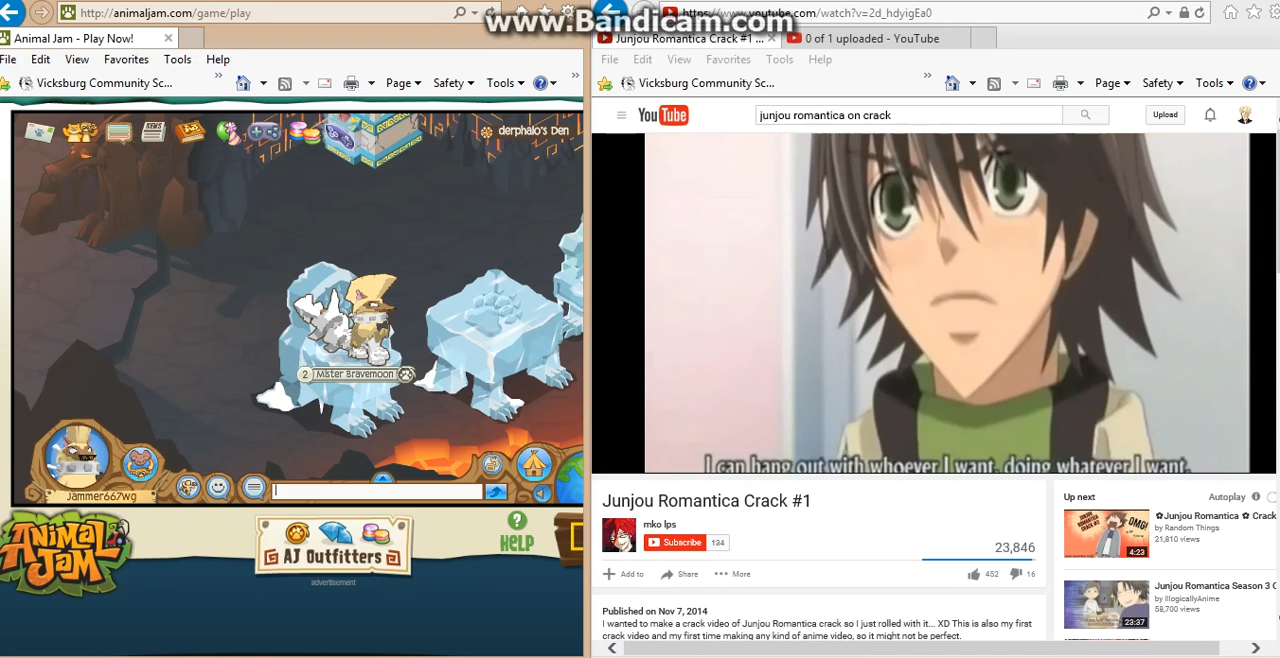 www.Bandicam.com
http://animaljam.com/game/play
Animal Jam - Play Now!
File Edit View Favorites Tools Help
Vicksburg Community Sc...
Page Safety Tools
NEWS
derphalo's Den
2 Mister Bravemoon
Jammer667wg
ANIMAL JAM
AJ Outfitters
HELP
advertisement
https://www.youtube.com/watch?v=2d_hdyigEa0
Junjou Romantica Crack #1 ...
0 of 1 uploaded - YouTube
File Edit View Favorites Tools Help
Vicksburg Community Sc...
Page Safety Tools
YouTube
junjou romantica on crack
Upload
I can hang out with whoever I want, doing whatever I want.
Junjou Romantica Crack #1
mko lps
Subscribe 134
23,846
Add to Share More
452 16
Published on Nov 7, 2014
I wanted to make a crack video of Junjou Romantica crack so I just rolled with it... XD This is also my first
crack video and my first time making any kind of anime video, so it might not be perfect.
Up next Autoplay
✿Junjou Romantica ✿ Crack
by Random Things
21,810 views
OMG!
4:23
Junjou Romantica Season 3 O
by IllogicallyAnime
58,700 views
23:37